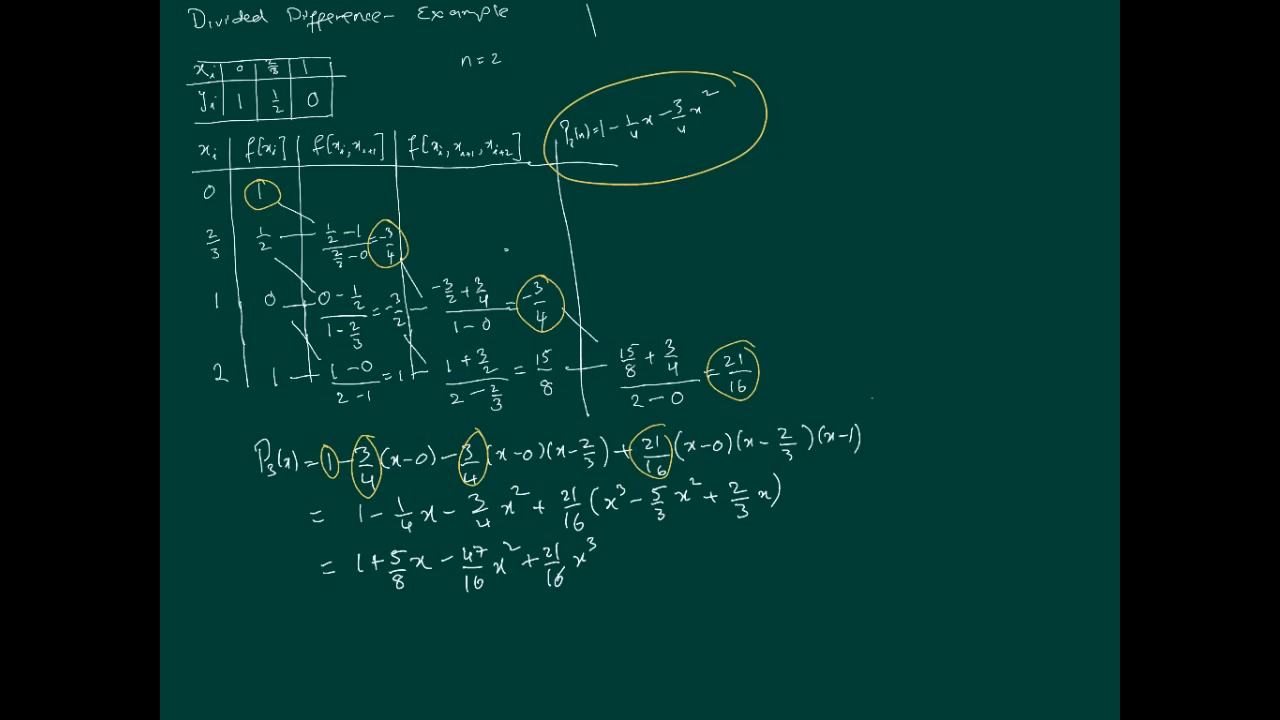 Divided Difference - Example
n = 2
xᵢ | 0 | 2/3 | 1
yᵢ | 1 | 1/2 | 0
P₂(x) = 1 - 1/4 x - 3/4 x²
xᵢ | f[xᵢ] | f[xᵢ, xᵢ₊₁] | f[xᵢ, xᵢ₊₁, xᵢ₊₂]
0 | 1
2/3 | 1/2 | (1/2 - 1)/(2/3 - 0) = -3/4
1 | 0 | (0 - 1/2)/(1 - 2/3) = -3/2 | (-3/2 + 3/4)/(1 - 0) = -3/4
2 | 1 | (1 - 0)/(2 - 1) = 1 | (1 + 3/2)/(2 - 2/3) = 15/8 | (15/8 + 3/4)/(2 - 0) = 21/16
P₃(x) = 1 - 3/4 (x-0) - 3/4 (x-0)(x - 2/3) + 21/16 (x-0)(x - 2/3)(x-1)
= 1 - 1/4 x - 3/4 x² + 21/16 (x³ - 5/3 x² + 2/3 x)
= 1 + 5/8 x - 47/16 x² + 21/16 x³